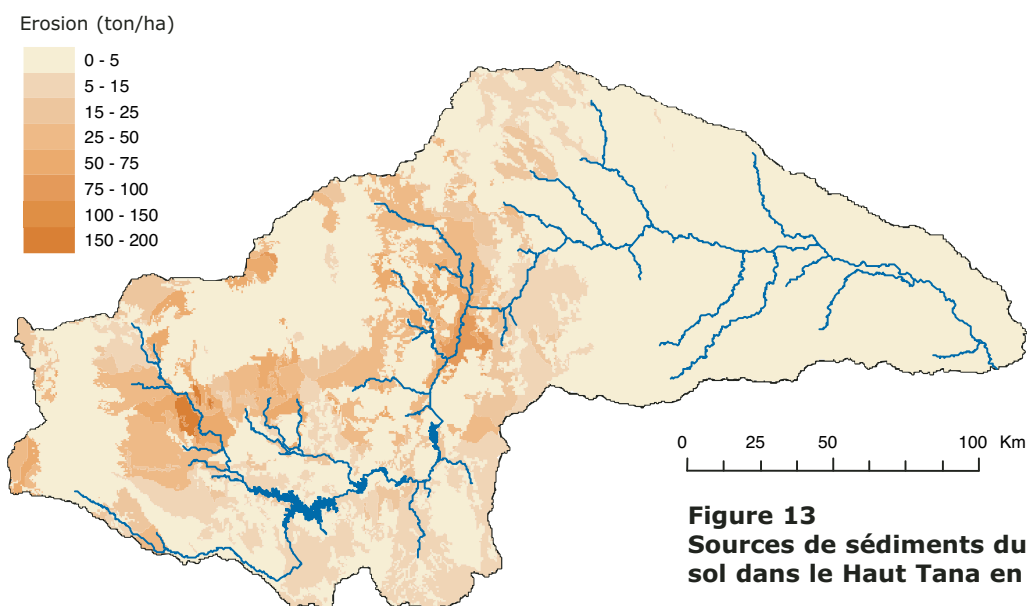 Erosion (ton/ha)
0 - 5
5 - 15
15 - 25
25 - 50
50 - 75
75 - 100
100 - 150
150 - 200
0 25 50 100 Km
Figure 13
Sources de sédiments du
sol dans le Haut Tana en